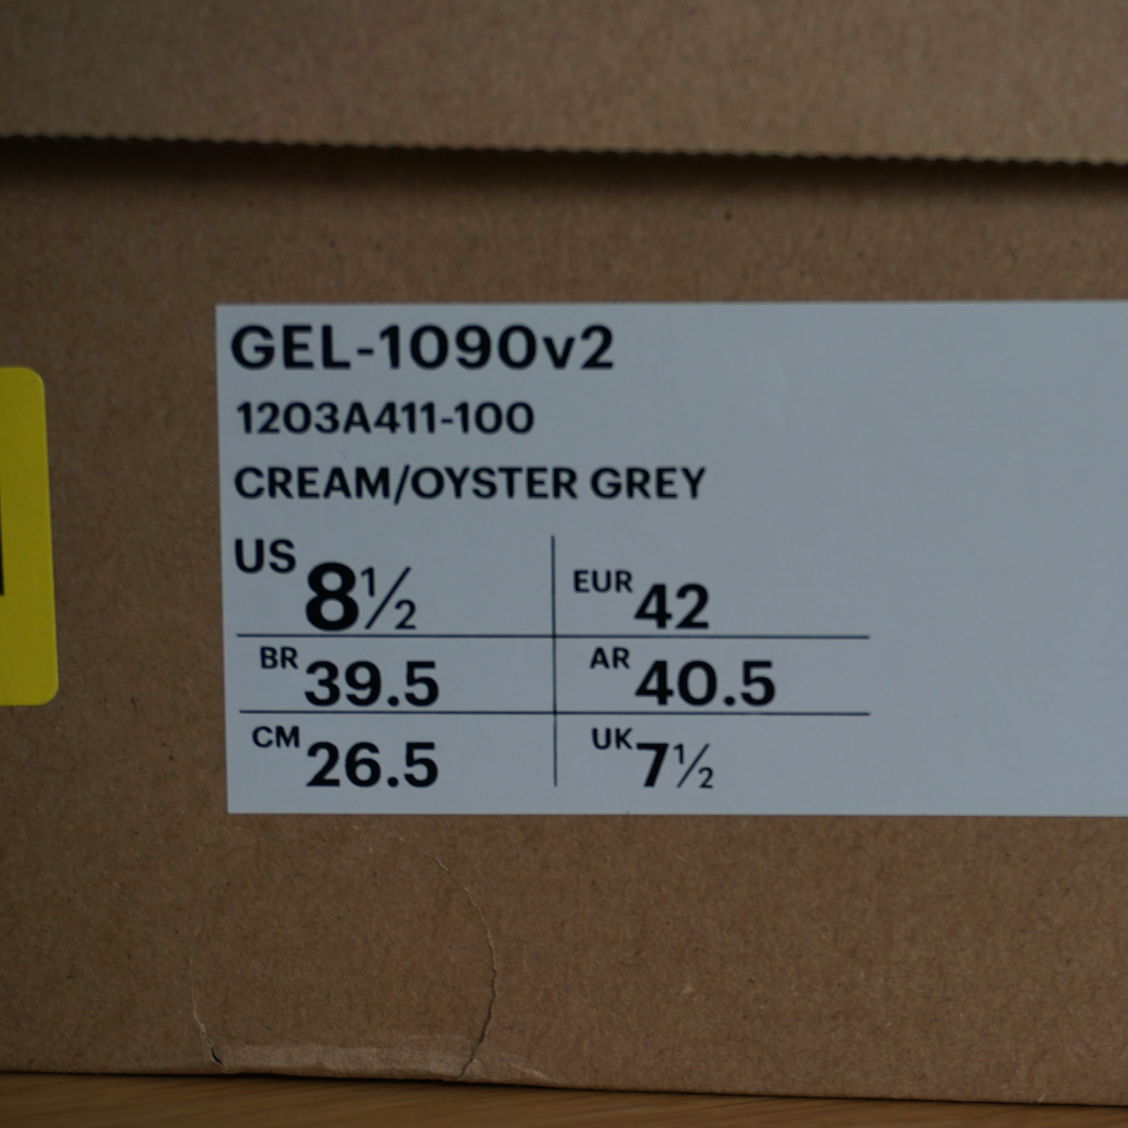 GEL-1090v2
1203A411-100
CREAM/OYSTER GREY
US 8½ EUR 42
BR 39.5 AR 40.5
CM 26.5 UK 7½